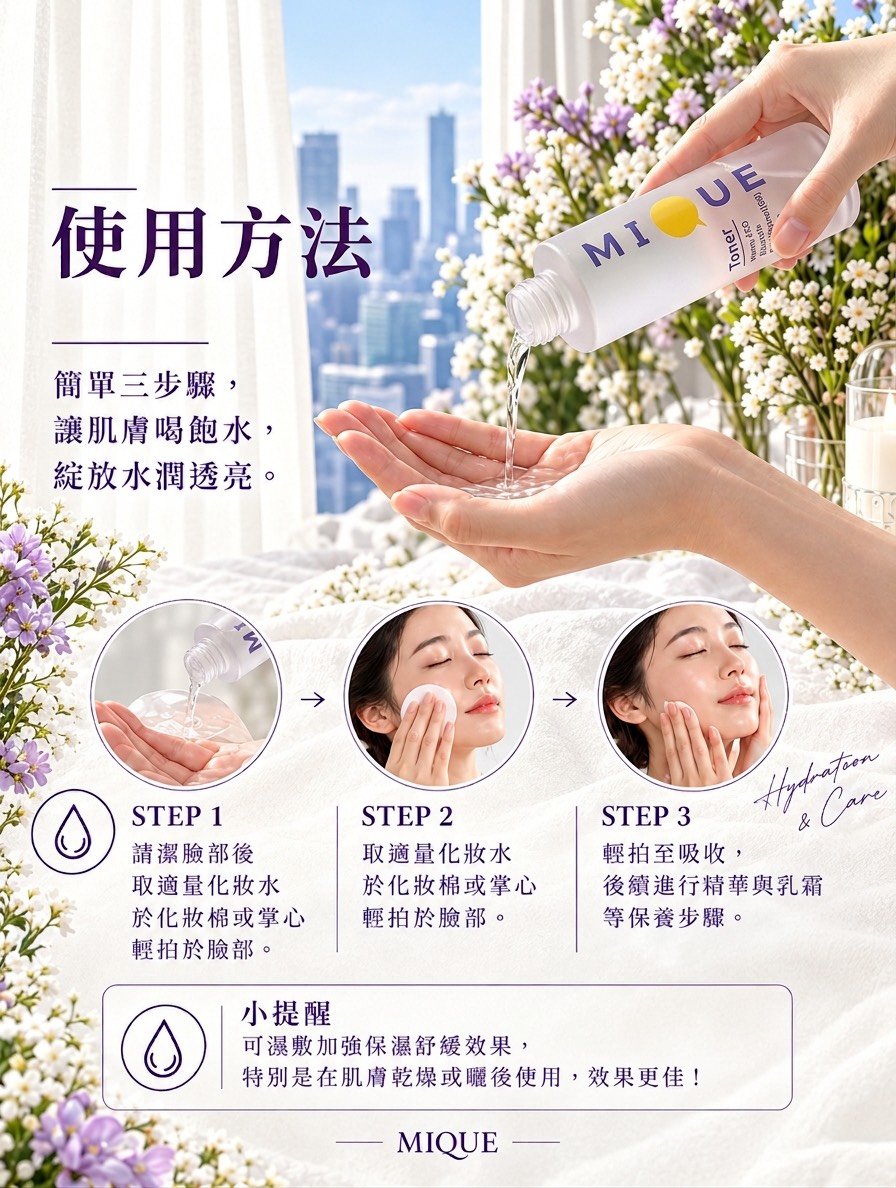 使用方法
簡單三步驟，
讓肌膚喝飽水，
綻放水潤透亮。
MIQUE
Toner
MI
STEP 1
請潔臉部後
取適量化妝水
於化妝棉或掌心
輕拍於臉部。
STEP 2
取適量化妝水
於化妝棉或掌心
輕拍於臉部。
STEP 3
輕拍至吸收，
後續進行精華與乳霜
等保養步驟。
Hydratoon
& Care
小提醒
可濕敷加強保濕舒緩效果，
特別是在肌膚乾燥或曬後使用，效果更佳！
MIQUE